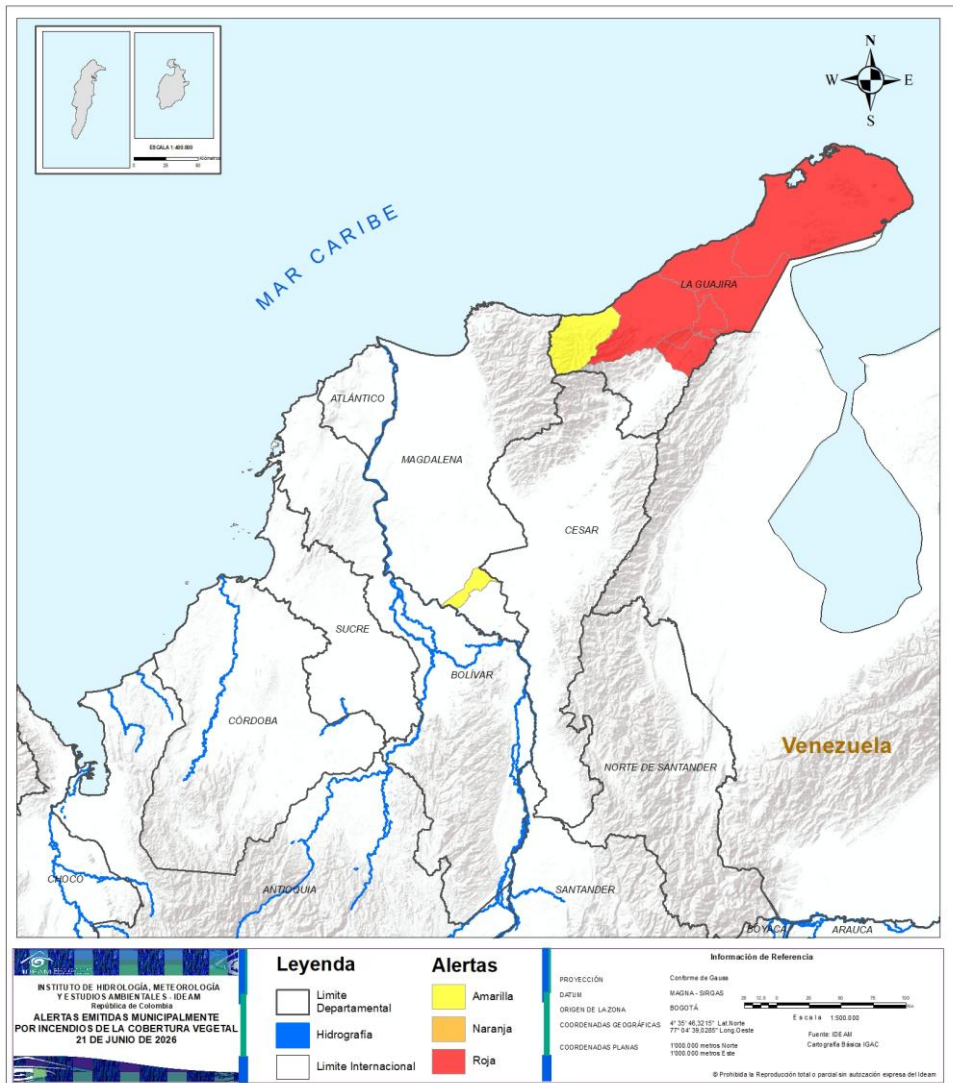 ESCALA 1:400.000
Kilómetros
N
W
E
S
MAR CARIBE
LA GUAJIRA
ATLÁNTICO
MAGDALENA
CESAR
SUCRE
BOLÍVAR
CÓRDOBA
NORTE DE SANTANDER
Venezuela
CHOCÓ
ANTIOQUIA
SANTANDER
BOYACÁ
ARAUCA
IDEAM
INSTITUTO DE HIDROLOGÍA, METEOROLOGÍA
Y ESTUDIOS AMBIENTALES - IDEAM
República de Colombia
ALERTAS EMITIDAS MUNICIPALMENTE
POR INCENDIOS DE LA COBERTURA VEGETAL
21 DE JUNIO DE 2026
Leyenda
Limite
Departamental
Hidrografía
Limite Internacional
Alertas
Amarilla
Naranja
Roja
Información de Referencia
PROYECCIÓN Conforme de Gauss
DATUM MAGNA - SIRGAS
ORIGEN DE LA ZONA BOGOTÁ
COORDENADAS GEOGRÁFICAS 4° 35' 46,3215" Lat.Norte
77° 04' 39,0285" Long.Oeste
COORDENADAS PLANAS 1'000.000 metros Norte
1'000.000 metros Este
Escala 1:500.000
Fuente: IDEAM
Cartografía Básica IGAC
© Prohibida la Reproducción total o parcial sin autización expresa del Ideam